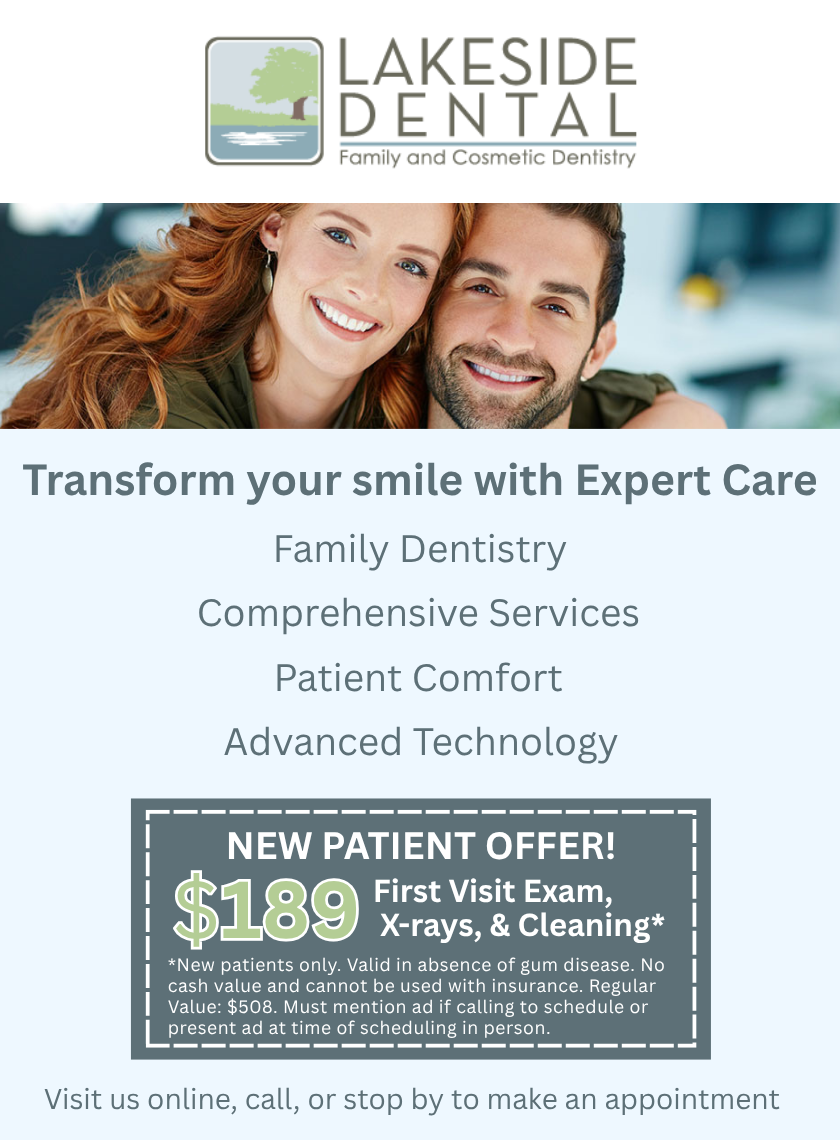 LAKESIDE
DENTAL
Family and Cosmetic Dentistry
Transform your smile with Expert Care
Family Dentistry
Comprehensive Services
Patient Comfort
Advanced Technology
NEW PATIENT OFFER!
$189 First Visit Exam,
X-rays, & Cleaning*
*New patients only. Valid in absence of gum disease. No
cash value and cannot be used with insurance. Regular
Value: $508. Must mention ad if calling to schedule or
present ad at time of scheduling in person.
Visit us online, call, or stop by to make an appointment